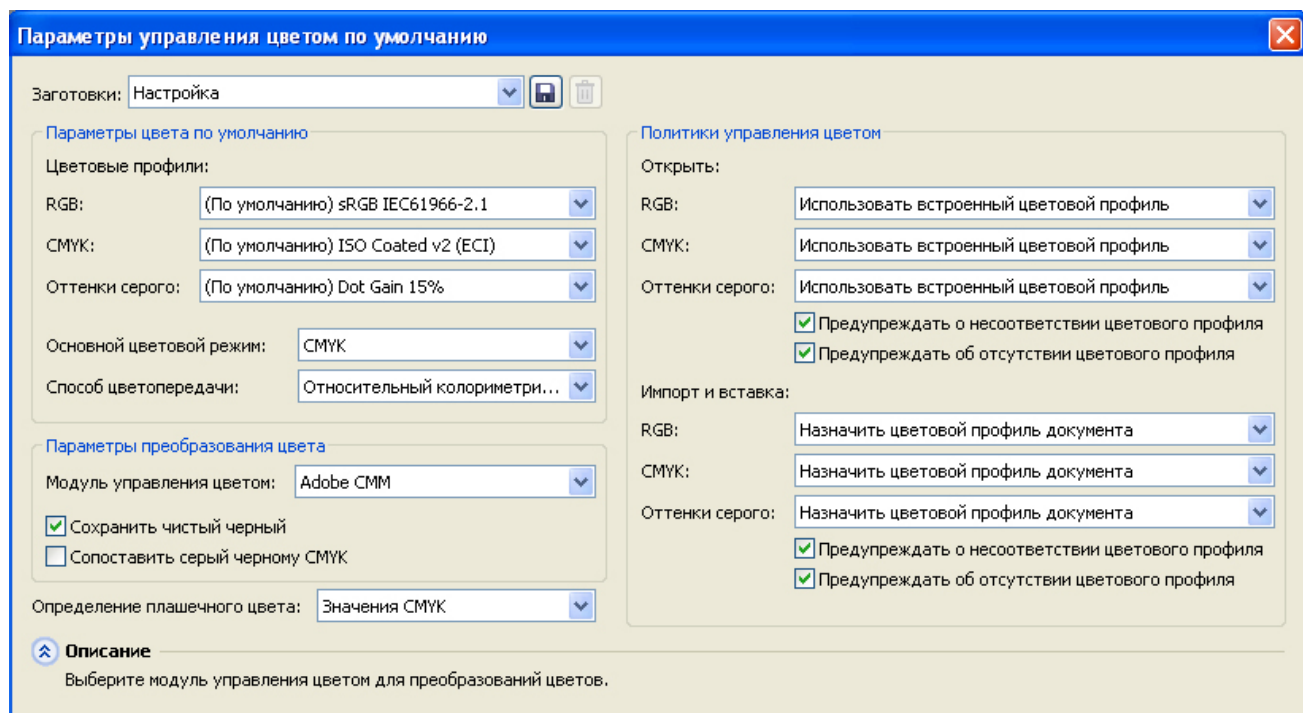 Параметры управления цветом по умолчанию
Заготовки: Настройка
Параметры цвета по умолчанию
Цветовые профили:
RGB: (По умолчанию) sRGB IEC61966-2.1
CMYK: (По умолчанию) ISO Coated v2 (ECI)
Оттенки серого: (По умолчанию) Dot Gain 15%
Основной цветовой режим: CMYK
Способ цветопередачи: Относительный колориметри...
Параметры преобразования цвета
Модуль управления цветом: Adobe CMM
Сохранить чистый черный
Сопоставить серый черному CMYK
Определение плашечного цвета: Значения CMYK
Политики управления цветом
Открыть:
RGB: Использовать встроенный цветовой профиль
CMYK: Использовать встроенный цветовой профиль
Оттенки серого: Использовать встроенный цветовой профиль
Предупреждать о несоответствии цветового профиля
Предупреждать об отсутствии цветового профиля
Импорт и вставка:
RGB: Назначить цветовой профиль документа
CMYK: Назначить цветовой профиль документа
Оттенки серого: Назначить цветовой профиль документа
Предупреждать о несоответствии цветового профиля
Предупреждать об отсутствии цветового профиля
Описание
Выберите модуль управления цветом для преобразований цветов.